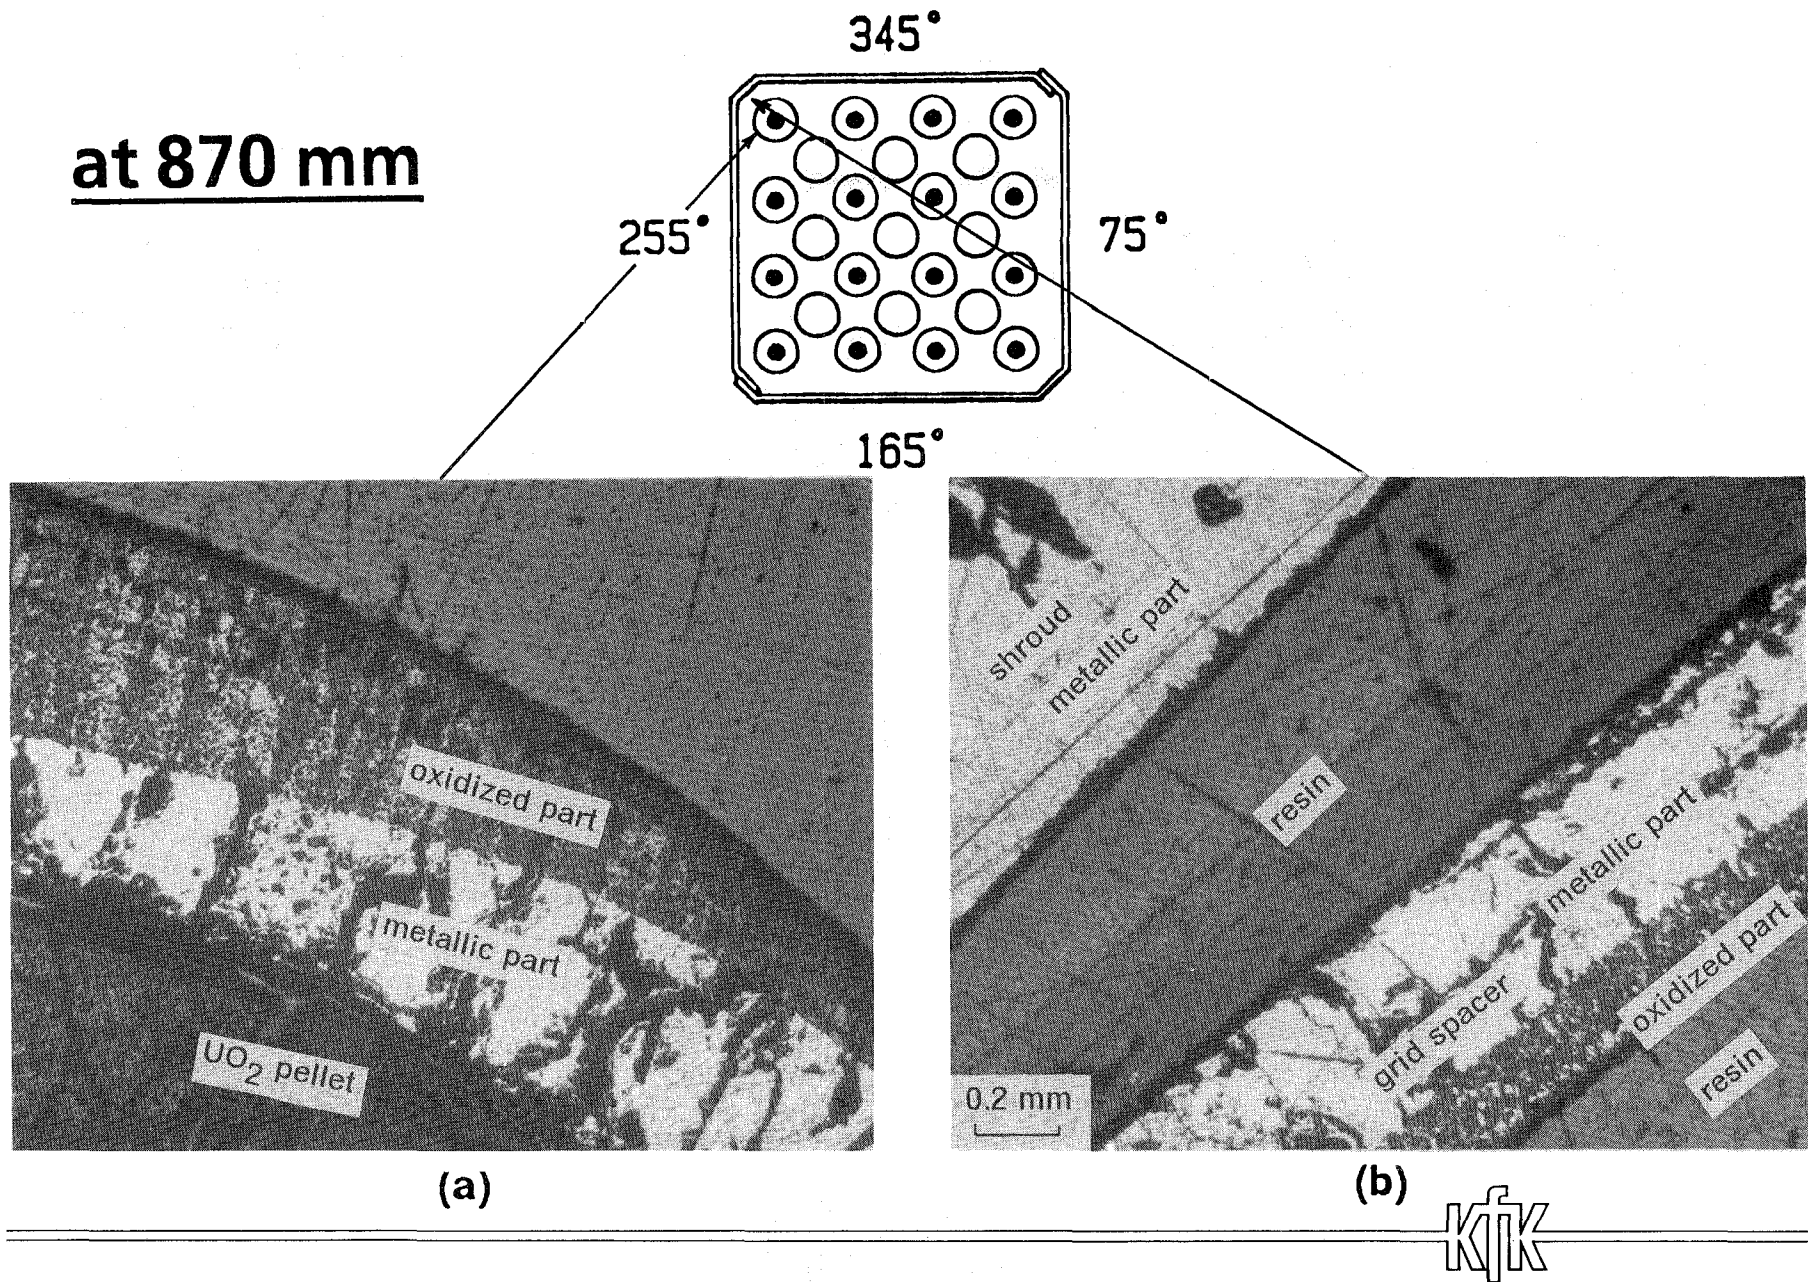 345°
at 870 mm
255°
75°
165°
oxidized part
metallic part
UO₂ pellet
shroud
metallic part
resin
metallic part
oxidized part
grid spacer
resin
0.2 mm
(a)
(b)
KfK